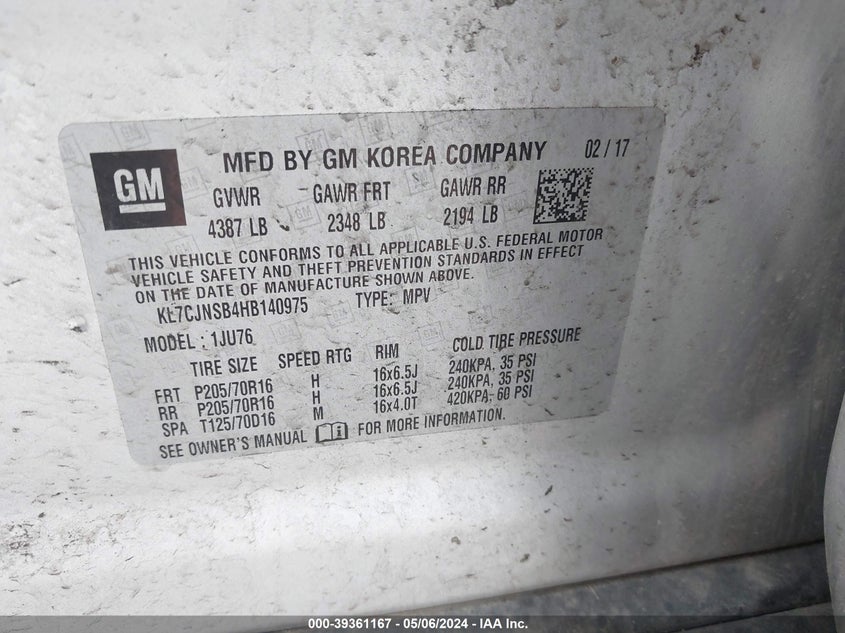 GM
MFD BY GM KOREA COMPANY 02 / 17
GVWR GAWR FRT GAWR RR
4387 LB 2348 LB 2194 LB
THIS VEHICLE CONFORMS TO ALL APPLICABLE U.S. FEDERAL MOTOR
VEHICLE SAFETY AND THEFT PREVENTION STANDARDS IN EFFECT
ON THE DATE OF MANUFACTURE SHOWN ABOVE.
KL7CJNSB4HB140975 TYPE: MPV
MODEL : 1JU76
TIRE SIZE SPEED RTG RIM COLD TIRE PRESSURE
FRT P205/70R16 H 16x6.5J 240KPA, 35 PSI
RR P205/70R16 H 16x6.5J 240KPA, 35 PSI
SPA T125/70D16 M 16x4.0T 420KPA, 60 PSI
SEE OWNER'S MANUAL FOR MORE INFORMATION.
000-39361167 - 05/06/2024 - IAA Inc.